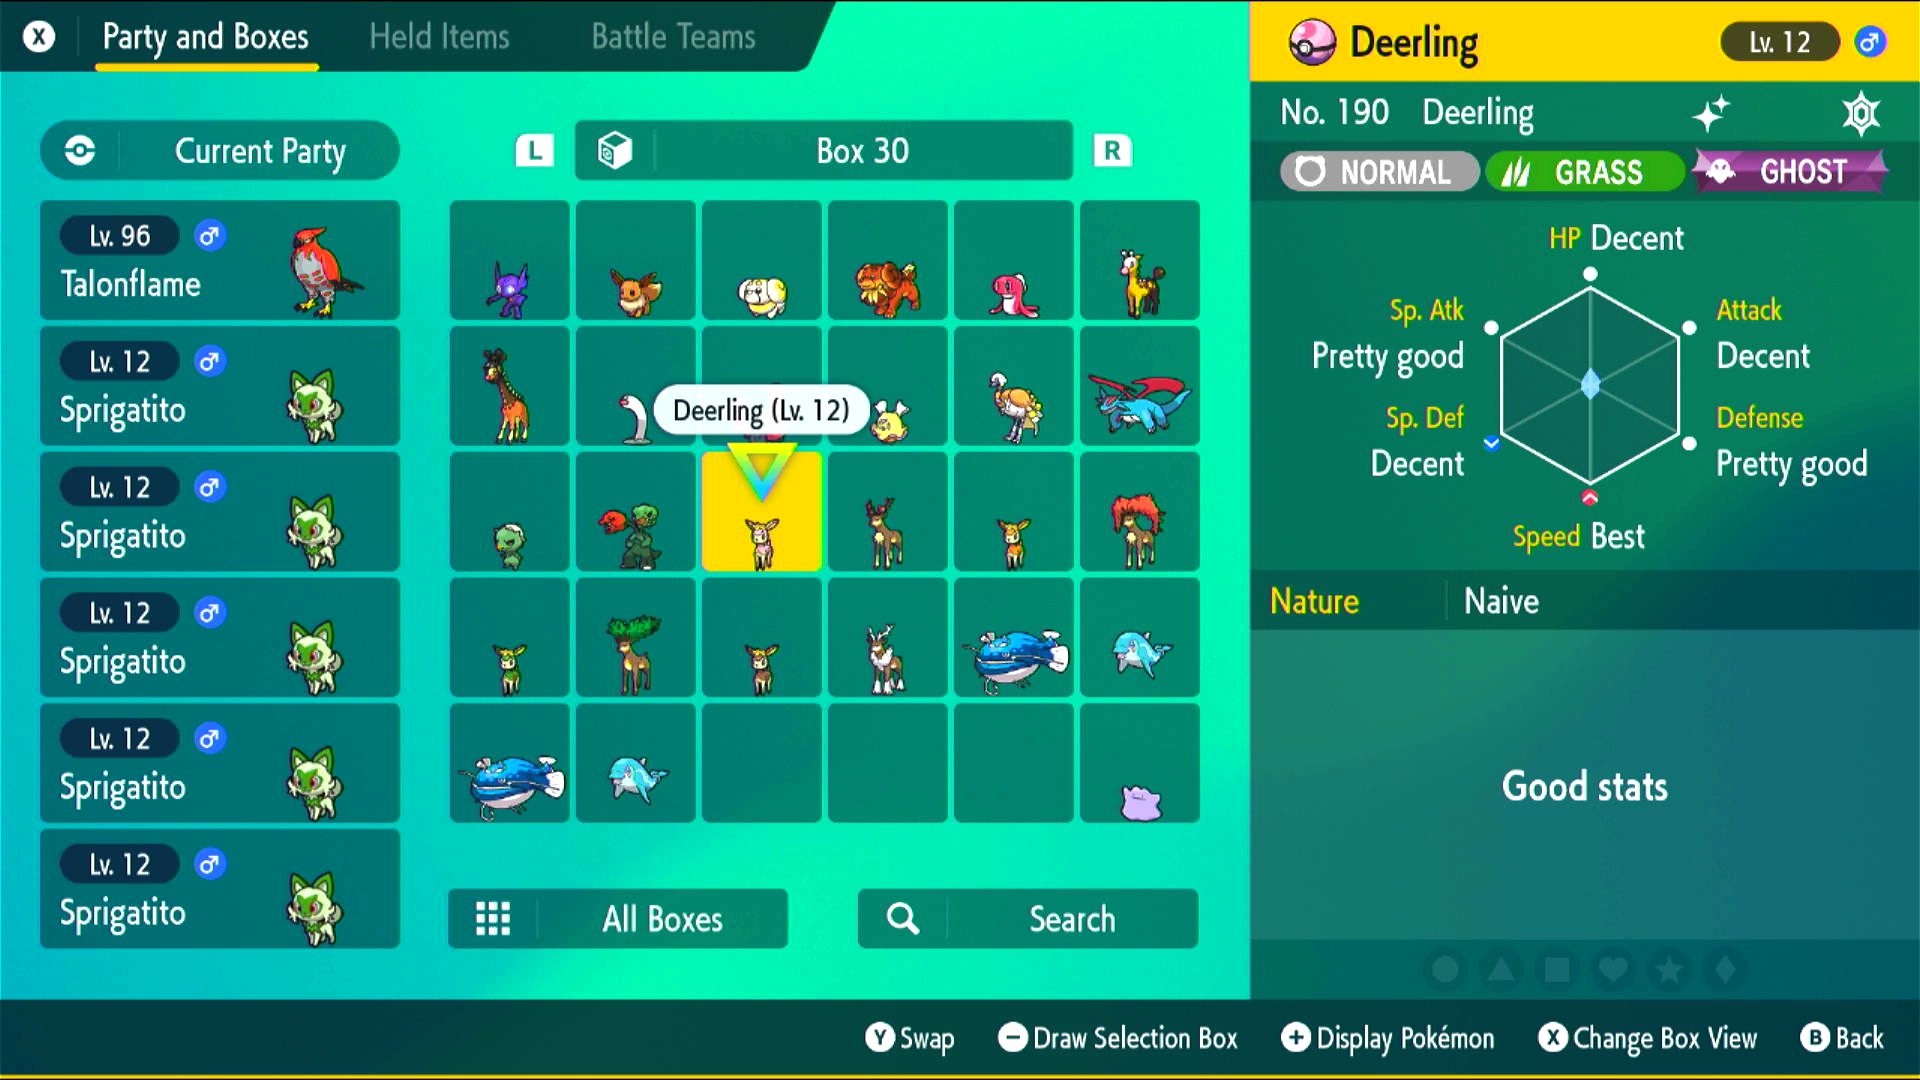 X Party and Boxes Held Items Battle Teams
Current Party
L Box 30 R
Lv. 96
Talonflame
Lv. 12
Sprigatito
Lv. 12
Sprigatito
Lv. 12
Sprigatito
Lv. 12
Sprigatito
Lv. 12
Sprigatito
Deerling (Lv. 12)
All Boxes Search
Deerling Lv. 12
No. 190 Deerling
NORMAL GRASS GHOST
HP Decent
Sp. Atk
Pretty good
Attack
Decent
Sp. Def
Decent
Defense
Pretty good
Speed Best
Nature Naive
Good stats
Y Swap Draw Selection Box Display Pokémon X Change Box View B Back